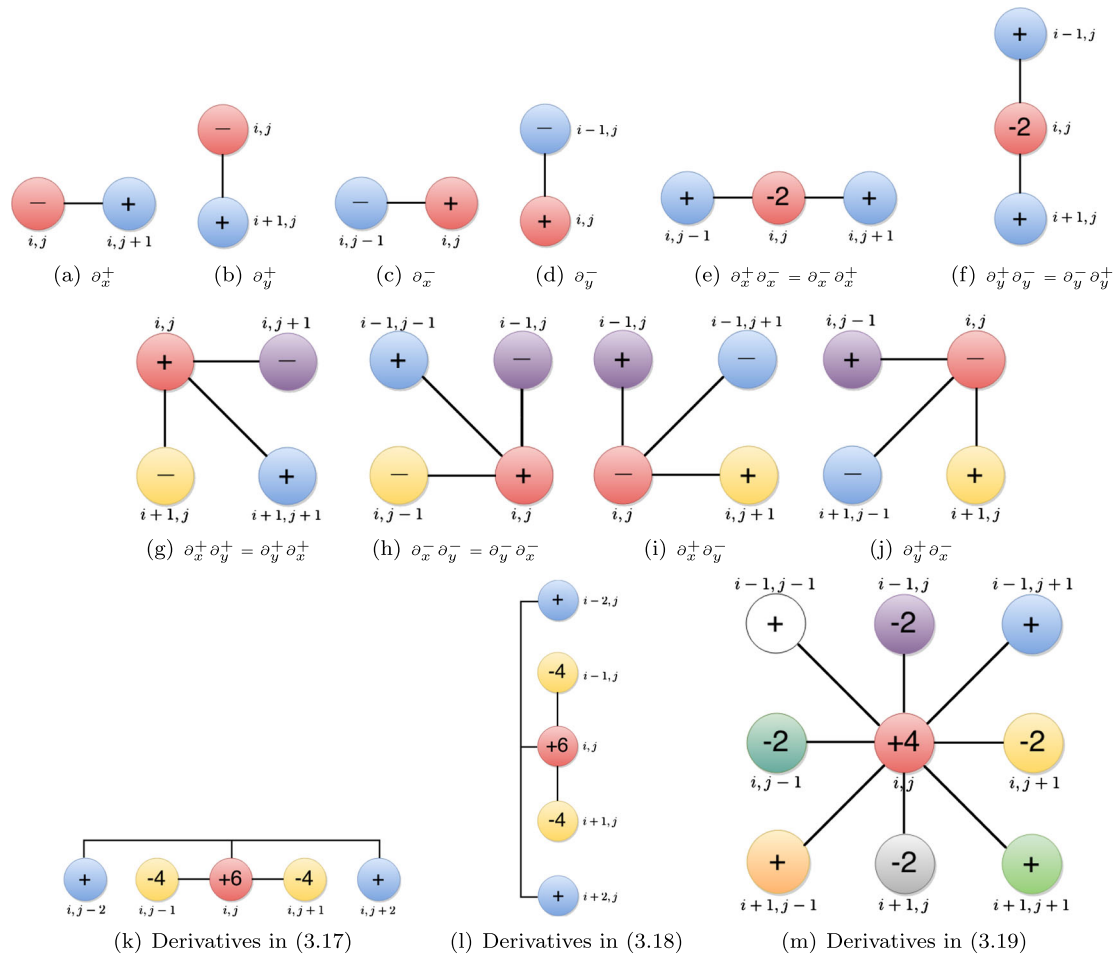 + i−1,j
− i,j
− i−1,j
-2 i,j
− +
i,j i,j+1
+ i+1,j
− +
i,j−1 i,j
+ i,j
+ -2 +
i,j−1 i,j i,j+1
+ i+1,j
(a) ∂ₓ⁺ (b) ∂ᵧ⁺ (c) ∂ₓ⁻ (d) ∂ᵧ⁻ (e) ∂ₓ⁺∂ₓ⁻ = ∂ₓ⁻∂ₓ⁺ (f) ∂ᵧ⁺∂ᵧ⁻ = ∂ᵧ⁻∂ᵧ⁺
i,j i,j+1 i−1,j−1 i−1,j i−1,j i−1,j+1 i,j−1 i,j
+ − + − + − + −
− + − + − + − +
i+1,j i+1,j+1 i,j−1 i,j i,j i,j+1 i+1,j−1 i+1,j
(g) ∂ₓ⁺∂ᵧ⁺ = ∂ᵧ⁺∂ₓ⁺ (h) ∂ₓ⁻∂ᵧ⁻ = ∂ᵧ⁻∂ₓ⁻ (i) ∂ₓ⁺∂ᵧ⁻ (j) ∂ᵧ⁺∂ₓ⁻
+ -4 +6 -4 +
i,j−2 i,j−1 i,j i,j+1 i,j+2
+ i−2,j
-4 i−1,j
+6 i,j
-4 i+1,j
+ i+2,j
i−1,j−1 i−1,j i−1,j+1
+ -2 +
-2 +4 -2
i,j−1 i,j i,j+1
+ -2 +
i+1,j−1 i+1,j i+1,j+1
(k) Derivatives in (3.17) (l) Derivatives in (3.18) (m) Derivatives in (3.19)